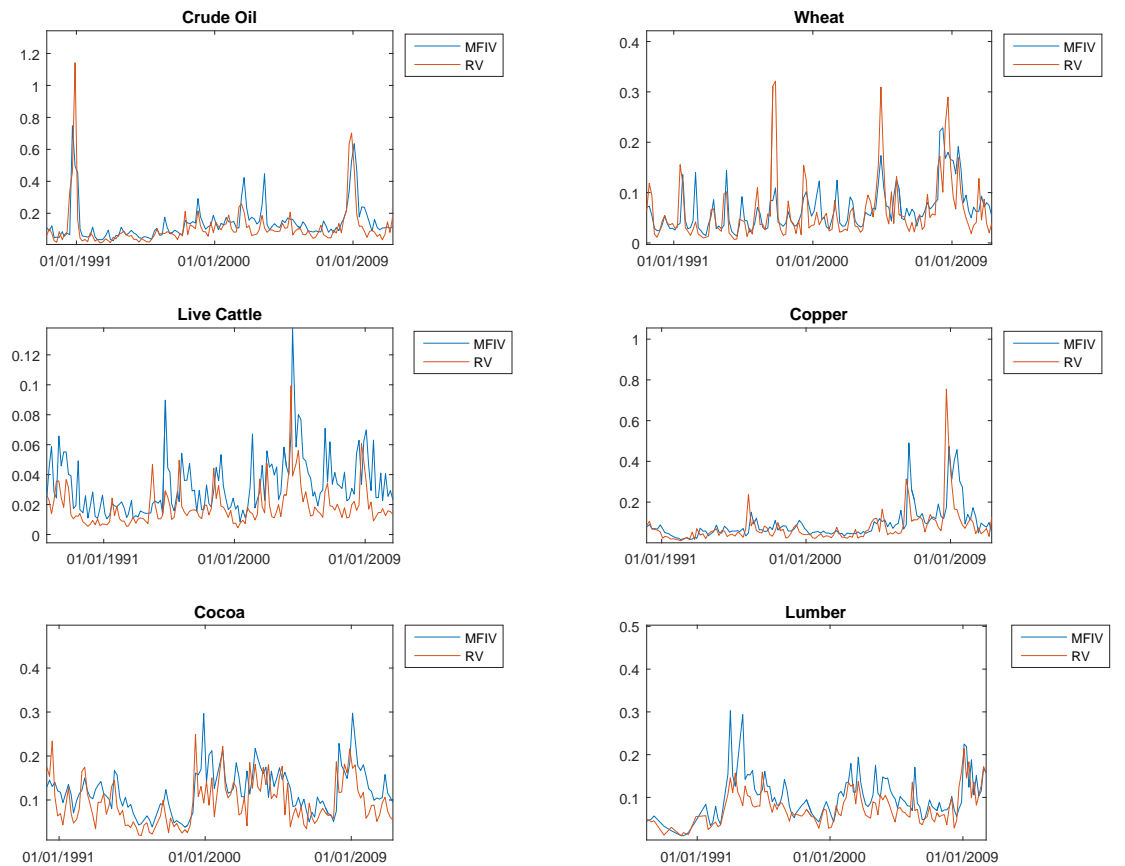 Crude Oil
1.2
1
0.8
0.6
0.4
0.2
01/01/1991 01/01/2000 01/01/2009
MFIV
RV
Wheat
0.4
0.3
0.2
0.1
0
01/01/1991 01/01/2000 01/01/2009
MFIV
RV
Live Cattle
0.12
0.1
0.08
0.06
0.04
0.02
0
01/01/1991 01/01/2000 01/01/2009
MFIV
RV
Copper
1
0.8
0.6
0.4
0.2
01/01/1991 01/01/2000 01/01/2009
MFIV
RV
Cocoa
0.4
0.3
0.2
0.1
01/01/1991 01/01/2000 01/01/2009
MFIV
RV
Lumber
0.5
0.4
0.3
0.2
0.1
01/01/1991 01/01/2000 01/01/2009
MFIV
RV